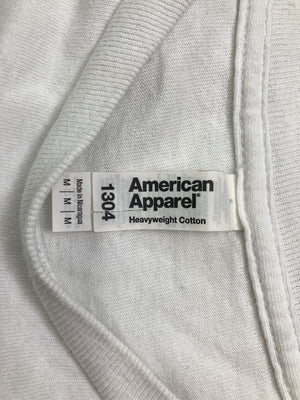 American
Apparel®
Heavyweight Cotton
1304
M M M
Made in Nicaragua